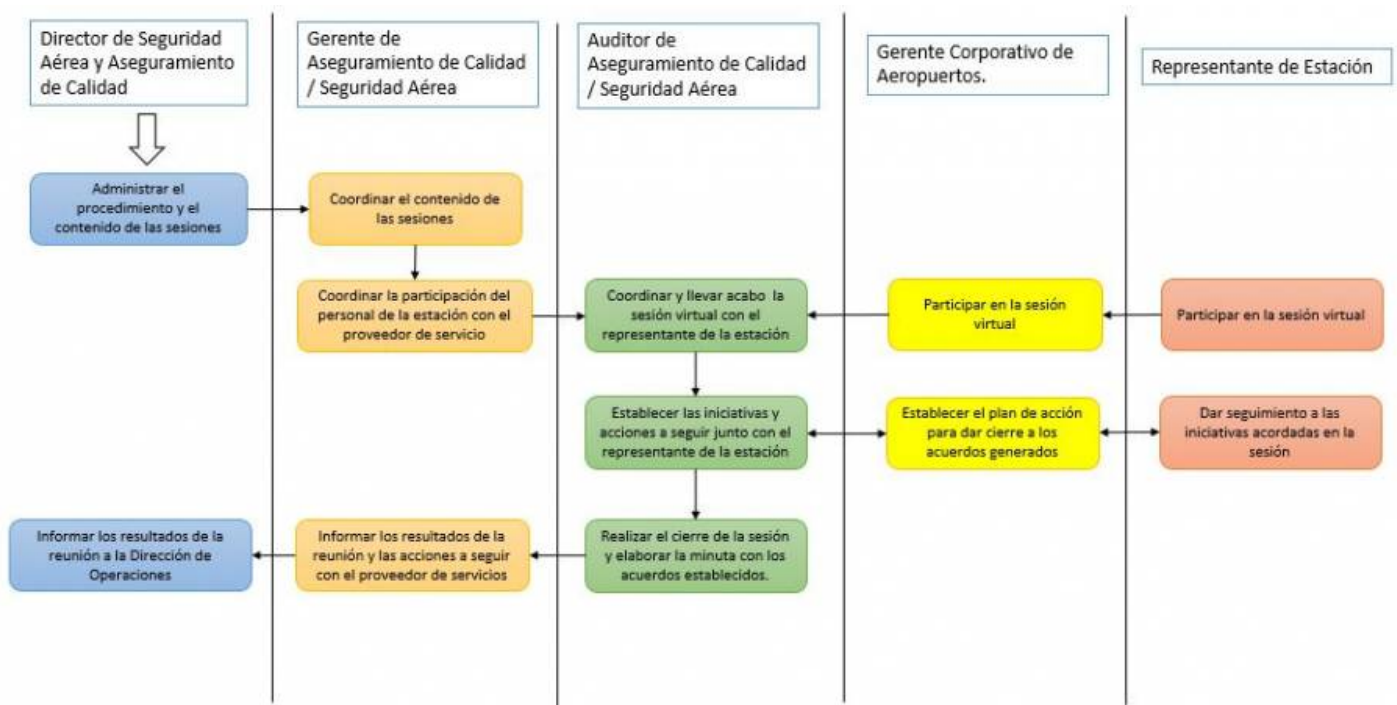 Director de Seguridad
Aérea y Aseguramiento
de Calidad
Gerente de
Aseguramiento de Calidad
/ Seguridad Aérea
Auditor de
Aseguramiento de Calidad
/ Seguridad Aérea
Gerente Corporativo de
Aeropuertos.
Representante de Estación
Administrar el
procedimiento y el
contenido de las sesiones
Coordinar el contenido de
las sesiones
Coordinar la participación del
personal de la estación con el
proveedor de servicio
Coordinar y llevar acabo la
sesión virtual con el
representante de la estación
Participar en la sesión
virtual
Participar en la sesión virtual
Establecer las iniciativas y
acciones a seguir junto con el
representante de la estación
Establecer el plan de acción
para dar cierre a los
acuerdos generados
Dar seguimiento a las
iniciativas acordadas en la
sesión
Informar los resultados de la
reunión a la Dirección de
Operaciones
Informar los resultados de la
reunión y las acciones a seguir
con el proveedor de servicios
Realizar el cierre de la sesión
y elaborar la minuta con los
acuerdos establecidos.